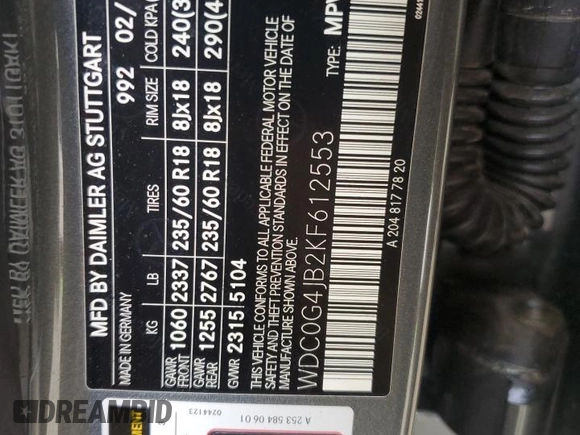 MFD BY DAIMLER AG STUTTGART
MADE IN GERMANY 992 02/
KG LB TIRES RIM SIZE COLD KPA(
GAWR FRONT 1060 2337 235/60 R18 8Jx18 240(3
GAWR REAR 1255 2767 235/60 R18 8Jx18 290(4
GVWR 2315 5104
THIS VEHICLE CONFORMS TO ALL APPLICABLE FEDERAL MOTOR VEHICLE
SAFETY AND THEFT PREVENTION STANDARDS IN EFFECT ON THE DATE OF
MANUFACTURE SHOWN ABOVE.
TYPE: MPV
WDC0G4JB2KF612553
A 204 817 78 20
A 253 584 06 01
0244123
DREAMBID